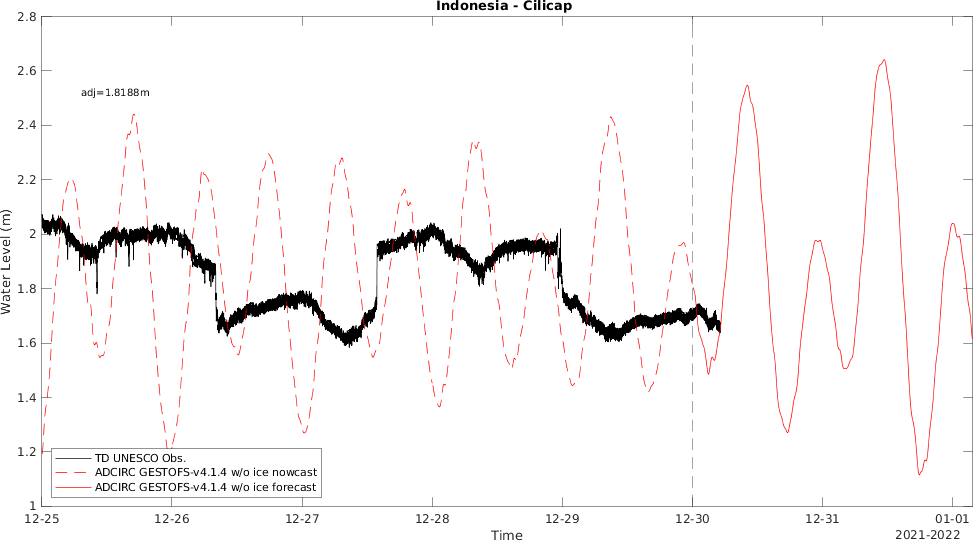 Indonesia - Cilicap
2.8
2.6
2.4
2.2
2
1.8
1.6
1.4
1.2
1
Water Level (m)
adj=1.8188m
TD UNESCO Obs.
ADCIRC GESTOFS-v4.1.4 w/o ice nowcast
ADCIRC GESTOFS-v4.1.4 w/o ice forecast
12-25 12-26 12-27 12-28 12-29 12-30 12-31 01-01
Time
2021-2022